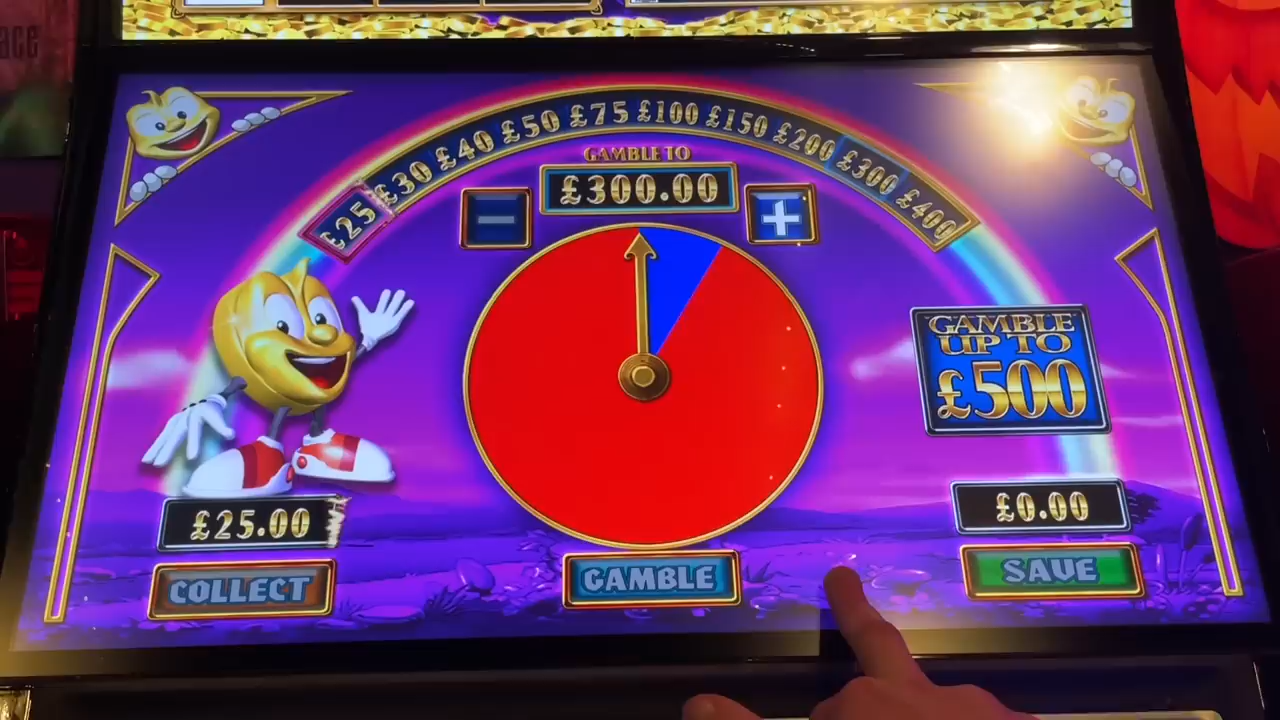 ace
£25 £30 £40 £50 £75 £100 £150 £200 £300 £400
GAMBLE TO
£300.00
GAMBLE
UP TO
£500
£25.00
£0.00
COLLECT
GAMBLE
SAVE